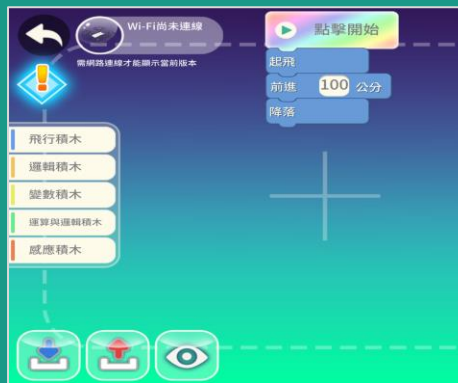 Wi-Fi尚未連線
需網路連線才能顯示當前版本
點擊開始
起飛
前進 100 公分
降落
飛行積木
邏輯積木
變數積木
運算與邏輯積木
感應積木